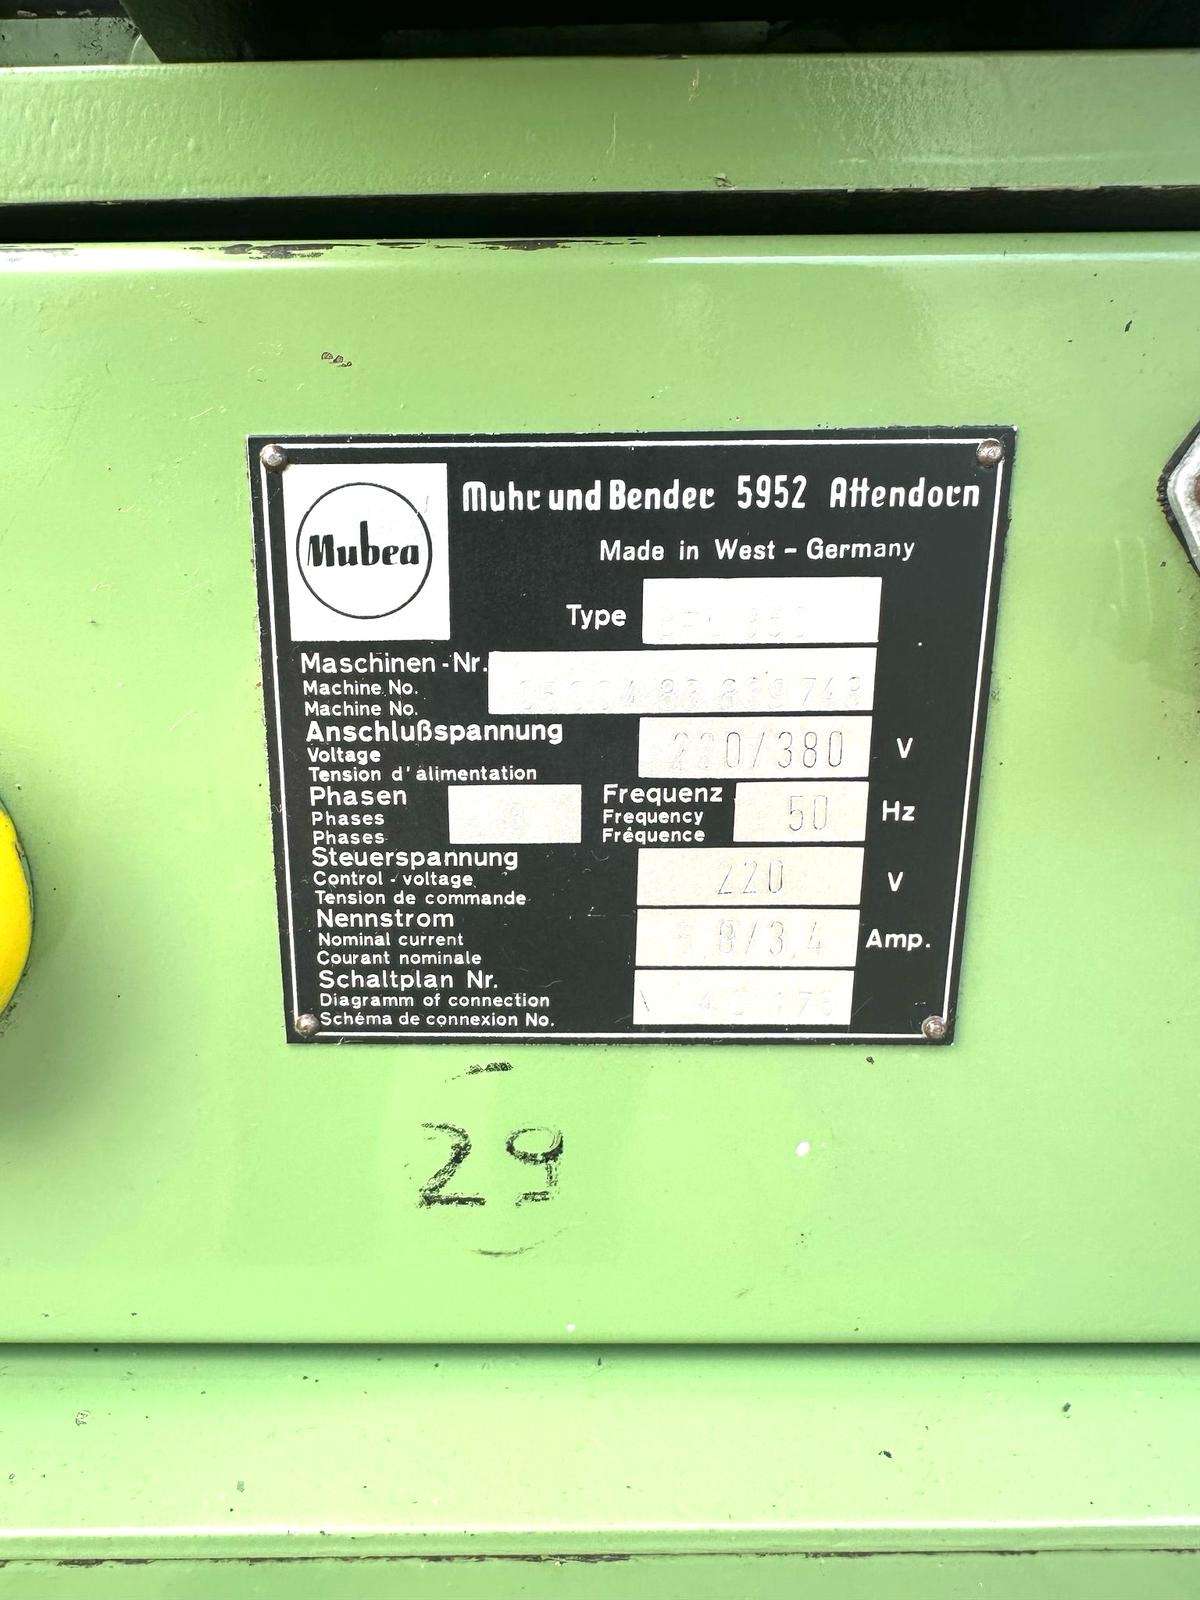 Mubea
Muhr und Bender 5952 Attendorn
Made in West - Germany
Type
Maschinen - Nr.
Machine No.
Machine No.
Anschlußspannung
Voltage
Tension d'alimentation
220/380 V
Phasen
Phases
Phases
Frequenz
Frequency
Fréquence
50 Hz
Steuerspannung
Control - voltage
Tension de commande
220 V
Nennstrom
Nominal current
Courant nominale
Amp.
Schaltplan Nr.
Diagramm of connection
Schéma de connexion No.
29